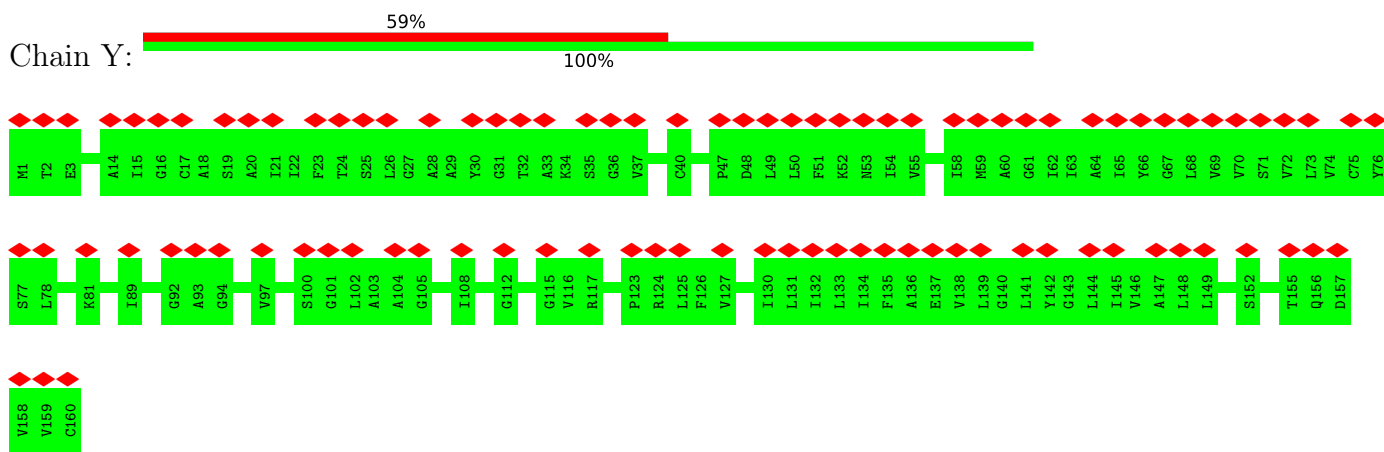 59%
Chain Y:
100%
M1 T2 E3 A14 I15 G16 C17 A18 S19 A20 I21 I22 F23 T24 S25 L26 G27 A28 A29 Y30 G31 T32 A33 K34 S35 G36 V37 C40 P47 D48 L49 L50 F51 K52 N53 I54 V55 I58 M59 A60 G61 I62 I63 A64 I65 Y66 G67 L68 V69 V70 S71 V72 L73 V74 C75 Y76
S77 L78 K81 I89 G92 A93 G94 V97 S100 G101 L102 A103 A104 G105 I108 G112 G115 V116 R117 P123 R124 L125 F126 V127 I130 L131 I132 L133 I134 F135 A136 E137 V138 L139 G140 L141 Y142 G143 L144 I145 V146 A147 L148 L149 S152 T155 Q156 D157
V158 V159 C160